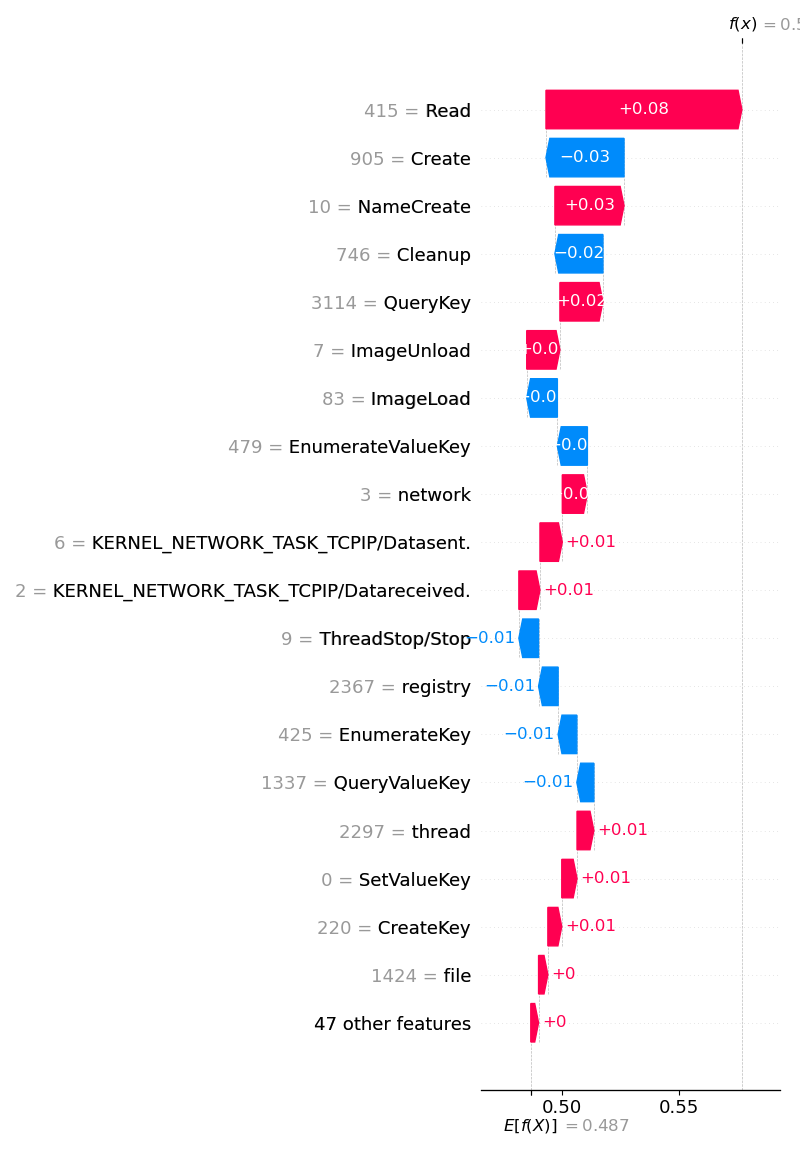 f(x) = 0.5
415 = Read +0.08
905 = Create −0.03
10 = NameCreate +0.03
746 = Cleanup −0.02
3114 = QueryKey +0.02
7 = ImageUnload +0.0
83 = ImageLoad −0.0
479 = EnumerateValueKey −0.0
3 = network +0.0
6 = KERNEL_NETWORK_TASK_TCPIP/Datasent. +0.01
2 = KERNEL_NETWORK_TASK_TCPIP/Datareceived. +0.01
9 = ThreadStop/Stop −0.01
2367 = registry −0.01
425 = EnumerateKey −0.01
1337 = QueryValueKey −0.01
2297 = thread +0.01
0 = SetValueKey +0.01
220 = CreateKey +0.01
1424 = file +0
47 other features +0
0.50 0.55
E[f(X)] = 0.487